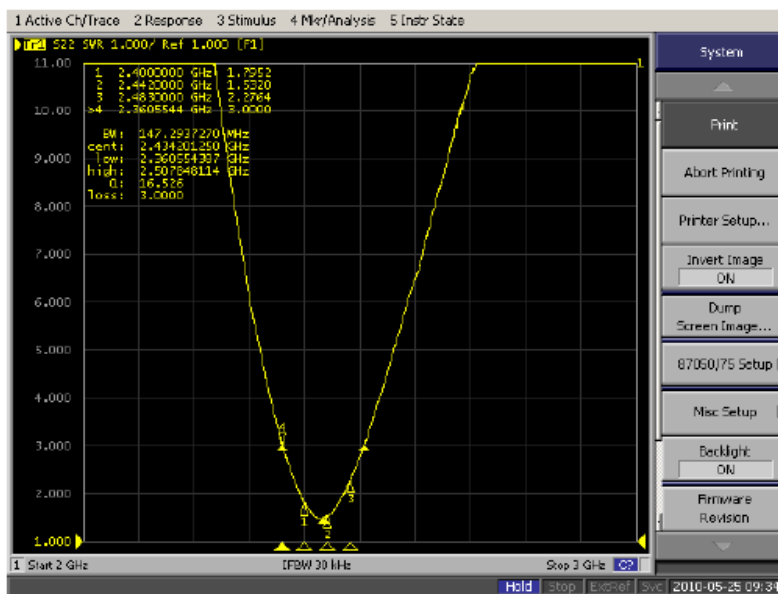 1 Active Ch/Trace 2 Response 3 Stimulus 4 Mkr/Analysis 5 Instr State
Tr1 S22 SWR 1.000/ Ref 1.000 [F1]
11.00
10.00
9.000
8.000
7.000
6.000
5.000
4.000
3.000
2.000
1.000
1 2.4000000 GHz 1.7952
2 2.4420000 GHz 1.5320
3 2.4830000 GHz 2.2764
>4 2.3605544 GHz 3.0000
BW: 147.2937270 MHz
cent: 2.434201250 GHz
low: 2.360554387 GHz
high: 2.507848114 GHz
Q: 16.526
loss: 3.0000
1
4
1
2
3
1 Start 2 GHz IFBW 30 kHz Stop 3 GHz C?
Hold Stop ExtRef Svc 2010-05-25 09:34
System
Print
Abort Printing
Printer Setup...
Invert Image
ON
Dump
Screen Image...
87050/75 Setup
Misc Setup
Backlight
ON
Firmware
Revision